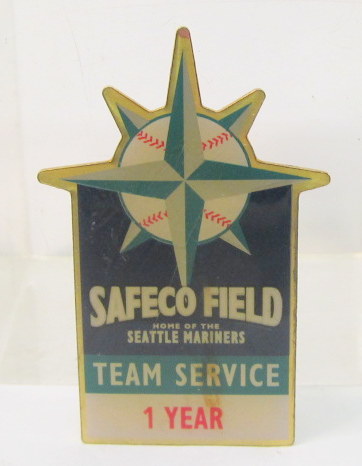 SAFECO FIELD
HOME OF THE
SEATTLE MARINERS
TEAM SERVICE
1 YEAR